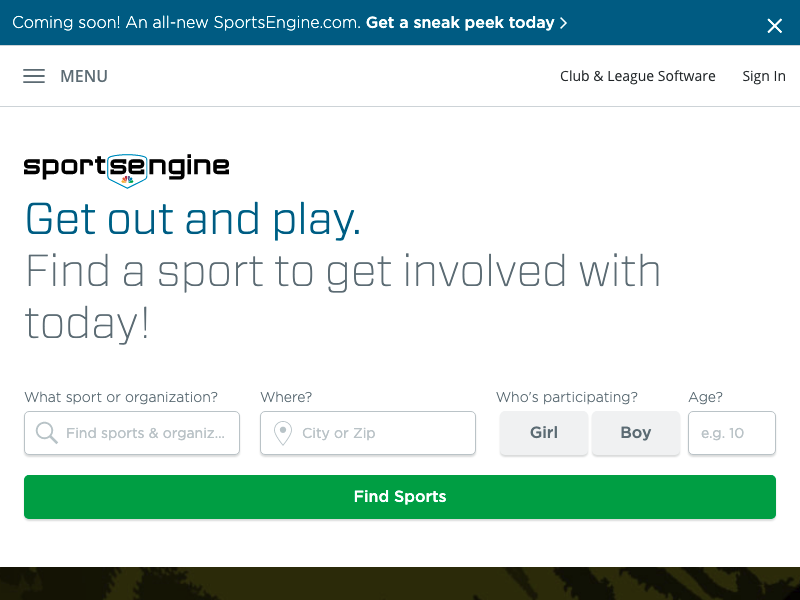 Coming soon! An all-new SportsEngine.com. Get a sneak peek today
MENU
Club & League Software
Sign In
sportsengine
Get out and play.
Find a sport to get involved with
today!
What sport or organization?
Where?
Who's participating?
Age?
Find sports & organiz...
City or Zip
Girl
Boy
e.g. 10
Find Sports